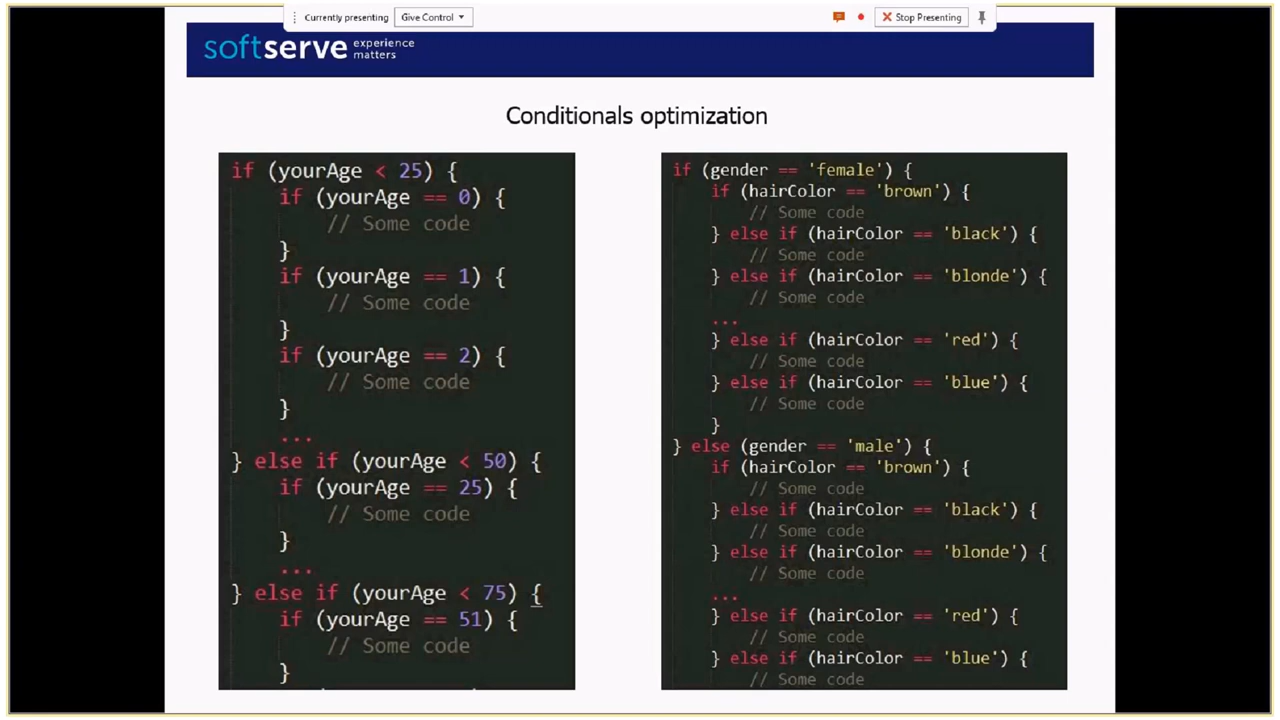 Currently presenting Give Control Stop Presenting
softserve experience matters
Conditionals optimization
if (yourAge < 25) {
if (yourAge == 0) {
// Some code
}
if (yourAge == 1) {
// Some code
}
if (yourAge == 2) {
// Some code
}
...
} else if (yourAge < 50) {
if (yourAge == 25) {
// Some code
}
...
} else if (yourAge < 75) {
if (yourAge == 51) {
// Some code
}
if (gender == 'female') {
if (hairColor == 'brown') {
// Some code
} else if (hairColor == 'black') {
// Some code
} else if (hairColor == 'blonde') {
// Some code
...
} else if (hairColor == 'red') {
// Some code
} else if (hairColor == 'blue') {
// Some code
}
} else (gender == 'male') {
if (hairColor == 'brown') {
// Some code
} else if (hairColor == 'black') {
// Some code
} else if (hairColor == 'blonde') {
// Some code
...
} else if (hairColor == 'red') {
// Some code
} else if (hairColor == 'blue') {
// Some code